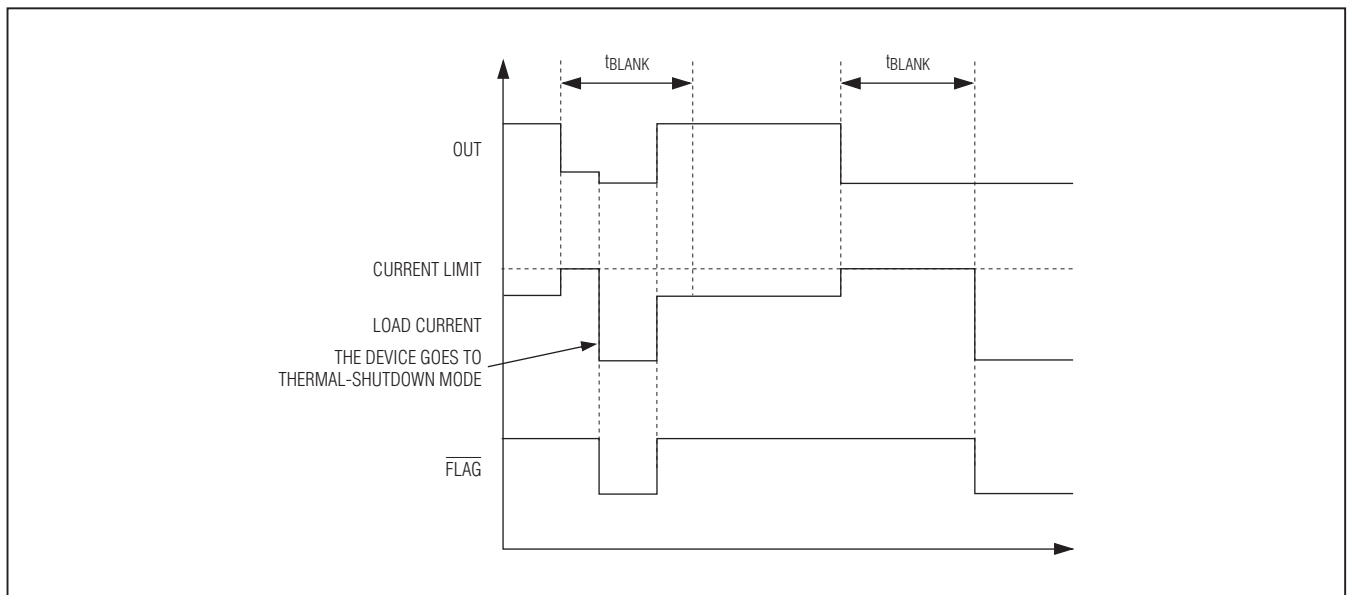 tBLANK
tBLANK
OUT
CURRENT LIMIT
LOAD CURRENT
THE DEVICE GOES TO
THERMAL-SHUTDOWN MODE
FLAG